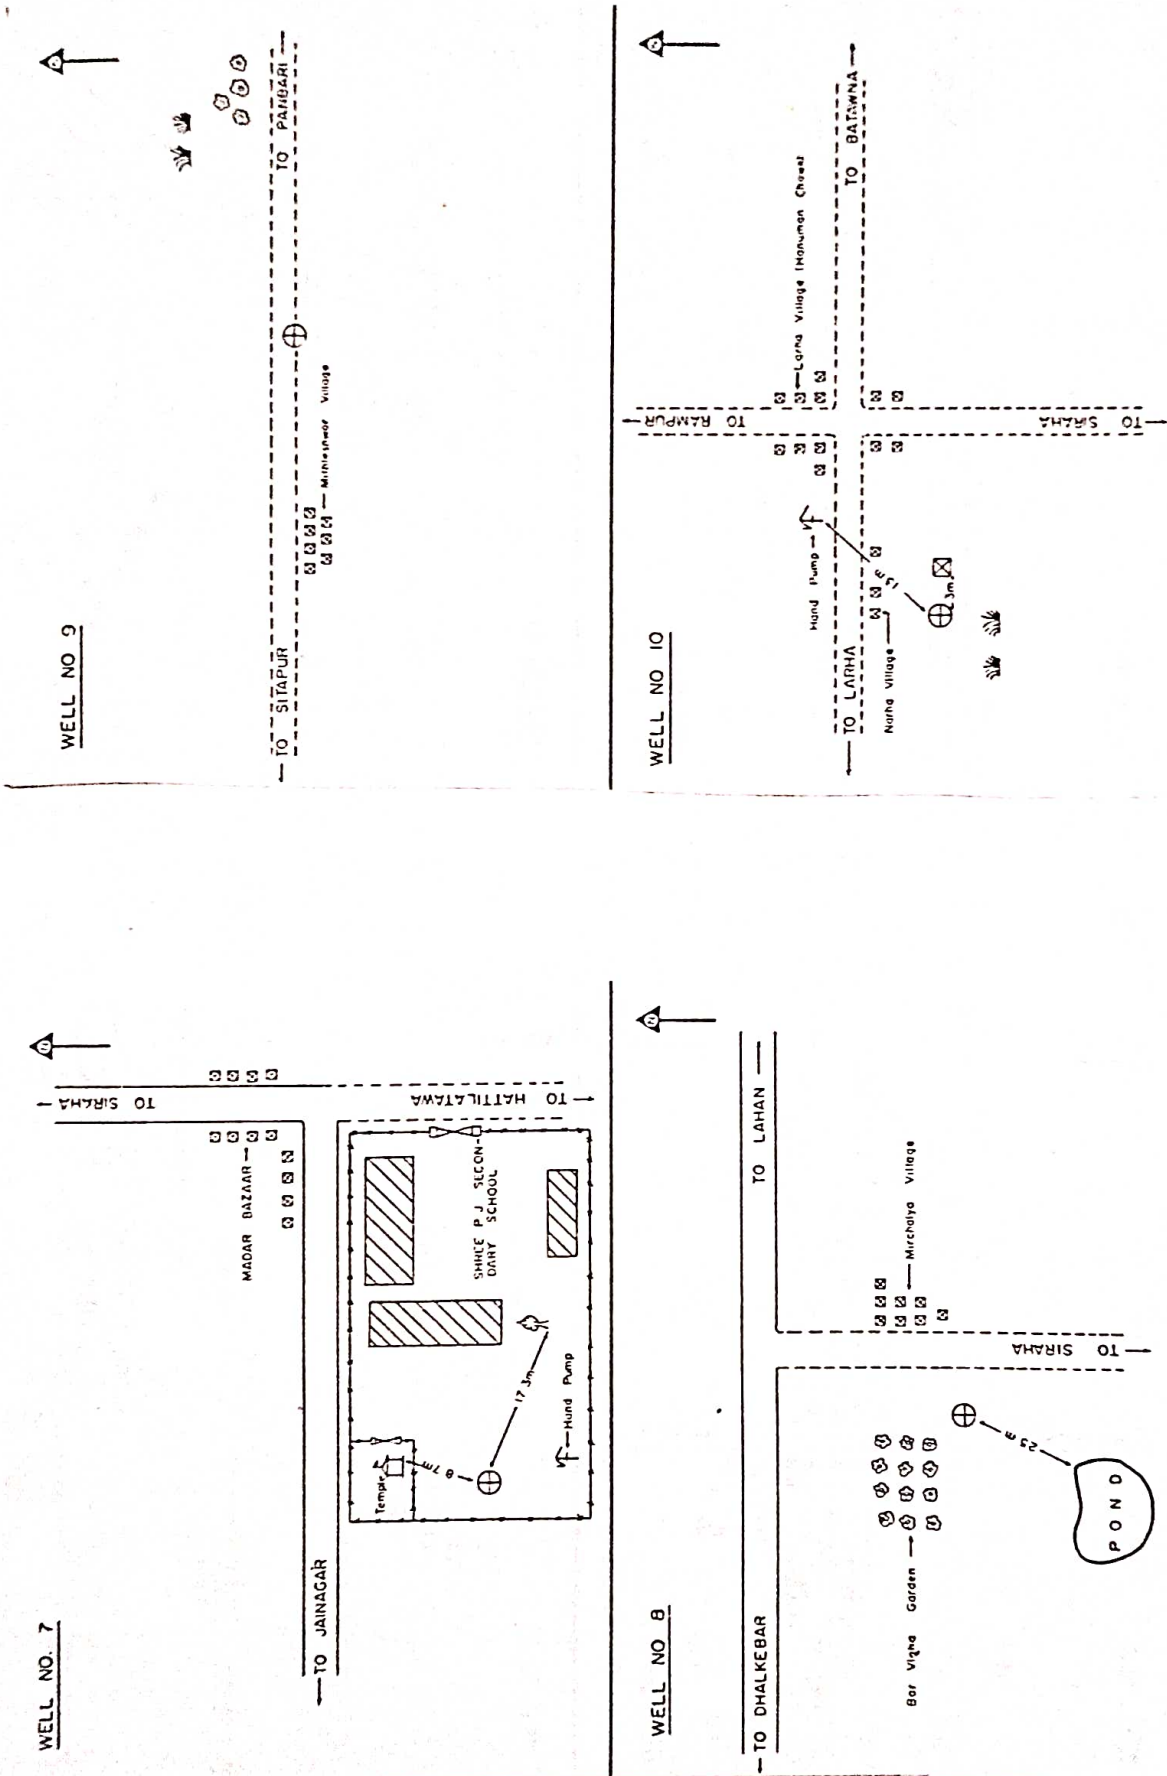 WELL NO. 7
← TO SIRAHA
MADAR BAZAAR →
← TO JAINAGAR
TO HATTILATAWA →
Temple
8.7m
17.3m
SHREE P J SECON-
DARY SCHOOL
← Hand Pump
WELL NO 8
← TO DHALKEBAR
TO LAHAN →
← Mirchaiya Village
Bar Vigha Garden →
TO SIRAHA →
23 m
POND
WELL NO 9
← TO SITAPUR
TO PANBARI →
← Mithleshwar Village
WELL NO 10
← TO RAMPUR
← Larha Village (Hanuman Chowk)
Hand Pump →
← TO LARHA
TO BATAWNA →
13 m
Narha Village
3m.
TO SIRAHA →